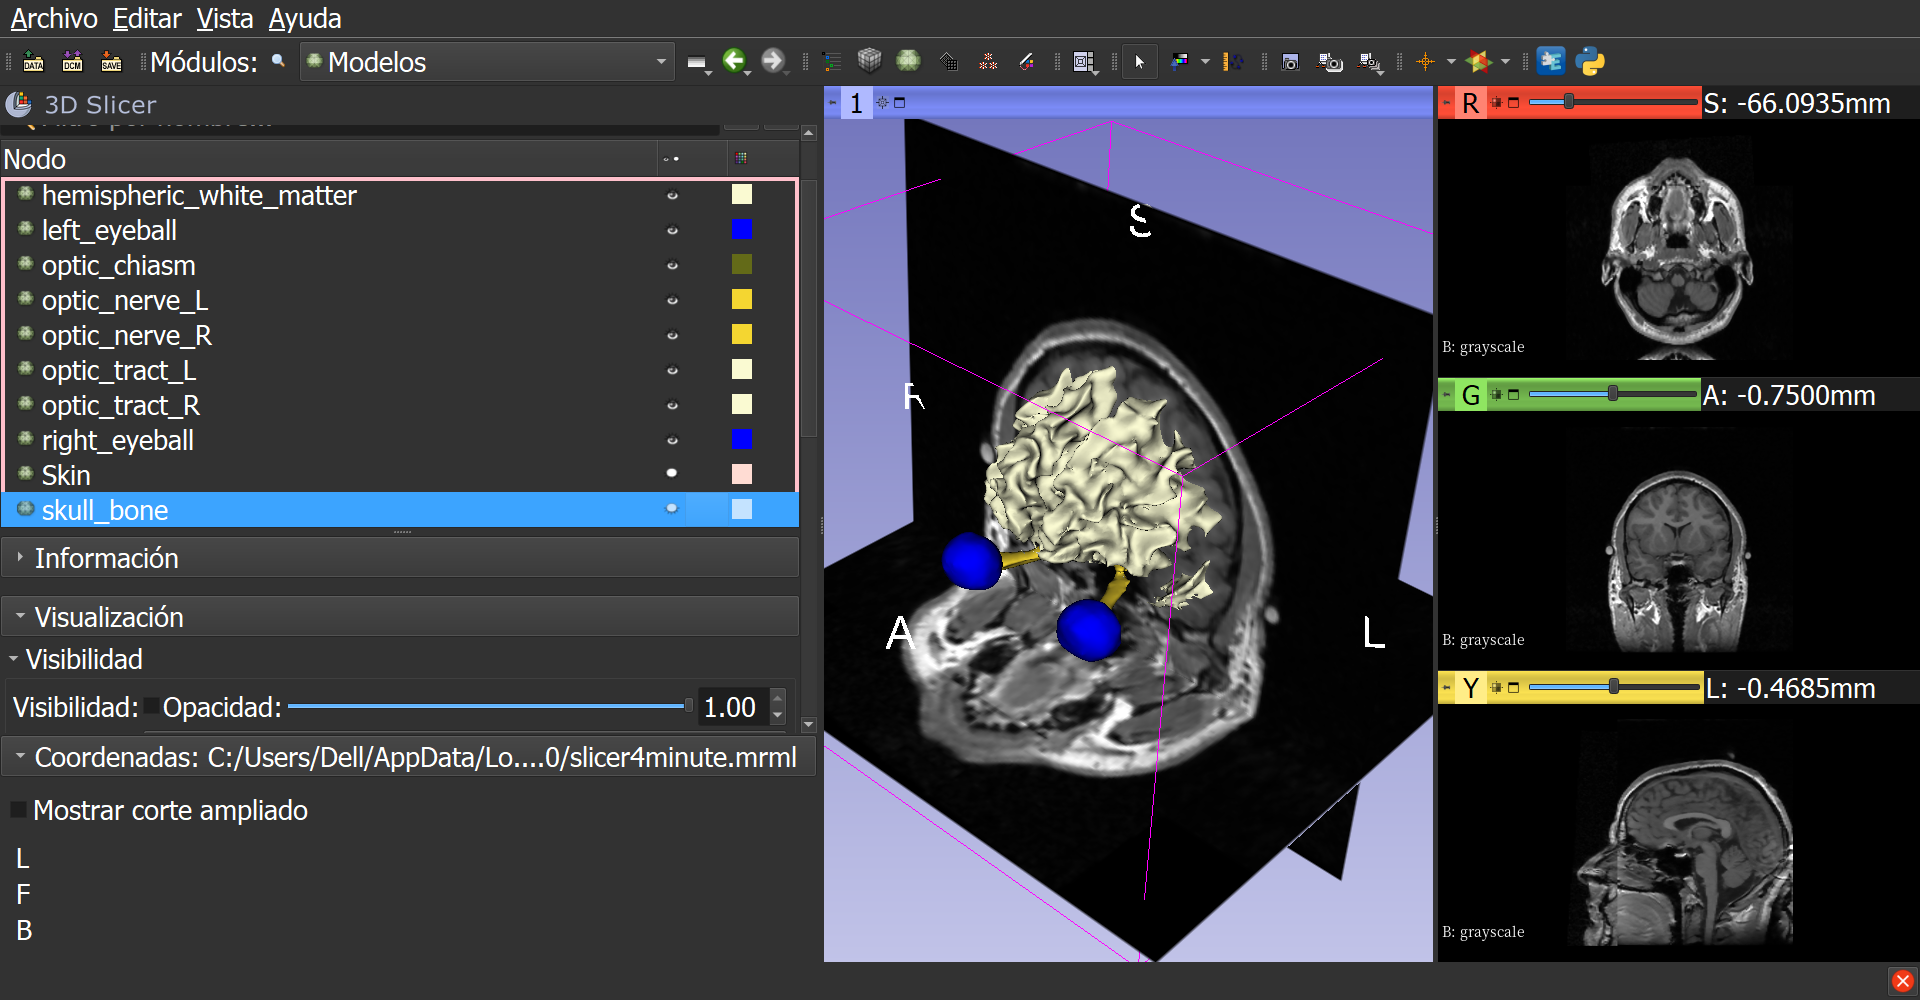 Archivo Editar Vista Ayuda
DATA DCM SAVE Módulos: Modelos
3D Slicer
Nodo
hemispheric_white_matter
left_eyeball
optic_chiasm
optic_nerve_L
optic_nerve_R
optic_tract_L
optic_tract_R
right_eyeball
Skin
skull_bone
Información
Visualización
Visibilidad
Visibilidad: Opacidad: 1.00
Coordenadas: C:/Users/Dell/AppData/Lo....0/slicer4minute.mrml
Mostrar corte ampliado
L
F
B
1
S
R
A
L
R S: -66.0935mm
B: grayscale
G A: -0.7500mm
B: grayscale
Y L: -0.4685mm
B: grayscale